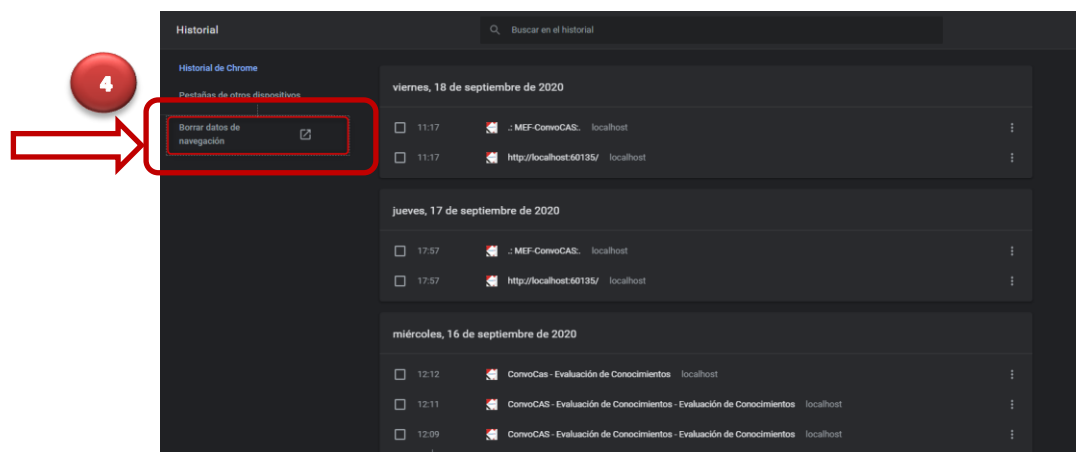 Historial
Buscar en el historial
4
Historial de Chrome
Pestañas de otros dispositivos
Borrar datos de
navegación
viernes, 18 de septiembre de 2020
11:17 .: MEF-ConvoCAS:. localhost
11:17 http://localhost:60135/ localhost
jueves, 17 de septiembre de 2020
17:57 .: MEF-ConvoCAS:. localhost
17:57 http://localhost:60135/ localhost
miércoles, 16 de septiembre de 2020
12:12 ConvoCas - Evaluación de Conocimientos localhost
12:11 ConvoCAS - Evaluación de Conocimientos - Evaluación de Conocimientos localhost
12:09 ConvoCAS - Evaluación de Conocimientos - Evaluación de Conocimientos localhost